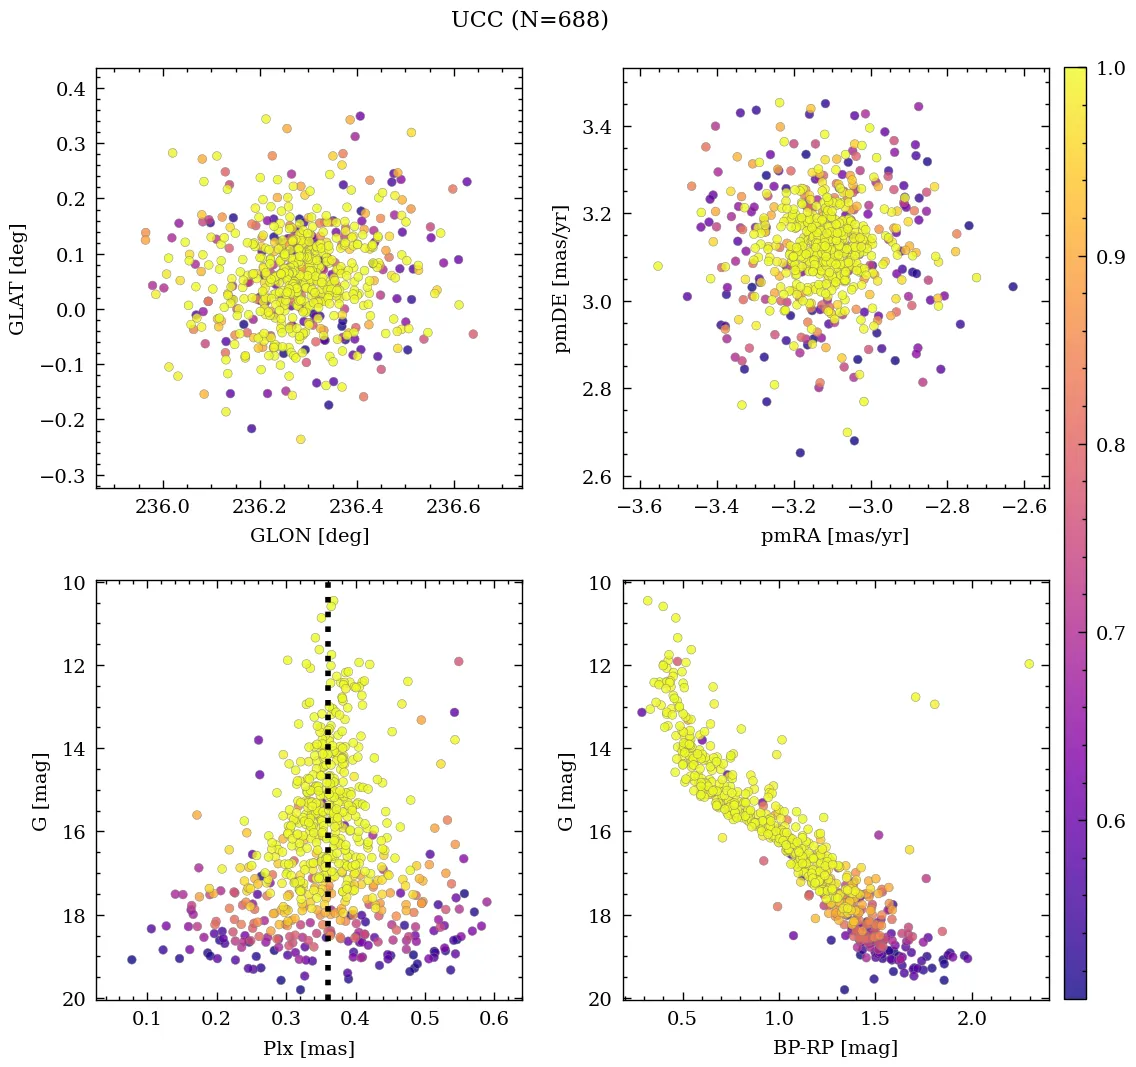 UCC (N=688)
0.4
0.3
0.2
0.1
0.0
−0.1
−0.2
−0.3
GLAT [deg]
236.0 236.2 236.4 236.6
GLON [deg]
3.4
3.2
3.0
2.8
2.6
pmDE [mas/yr]
−3.6 −3.4 −3.2 −3.0 −2.8 −2.6
pmRA [mas/yr]
1.0
0.9
0.8
0.7
0.6
10
12
14
16
18
20
G [mag]
0.1 0.2 0.3 0.4 0.5 0.6
Plx [mas]
10
12
14
16
18
20
G [mag]
0.5 1.0 1.5 2.0
BP-RP [mag]